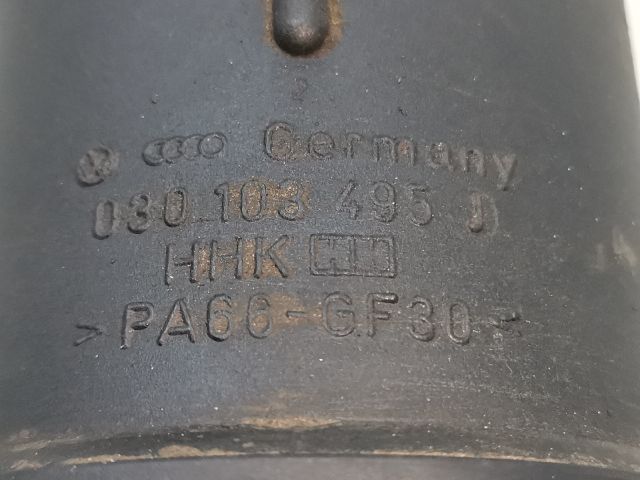 Germany
030 103 495 D
HHK
>PA66-GF30<